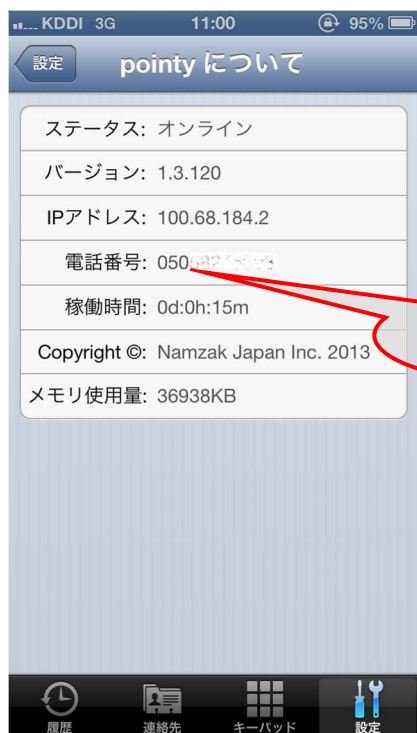 KDDI 3G 11:00 95%
設定 pointy について
ステータス: オンライン
バージョン: 1.3.120
IPアドレス: 100.68.184.2
電話番号: 050
稼働時間: 0d:0h:15m
Copyright ©: Namzak Japan Inc. 2013
メモリ使用量: 36938KB
履歴 連絡先 キーパッド 設定